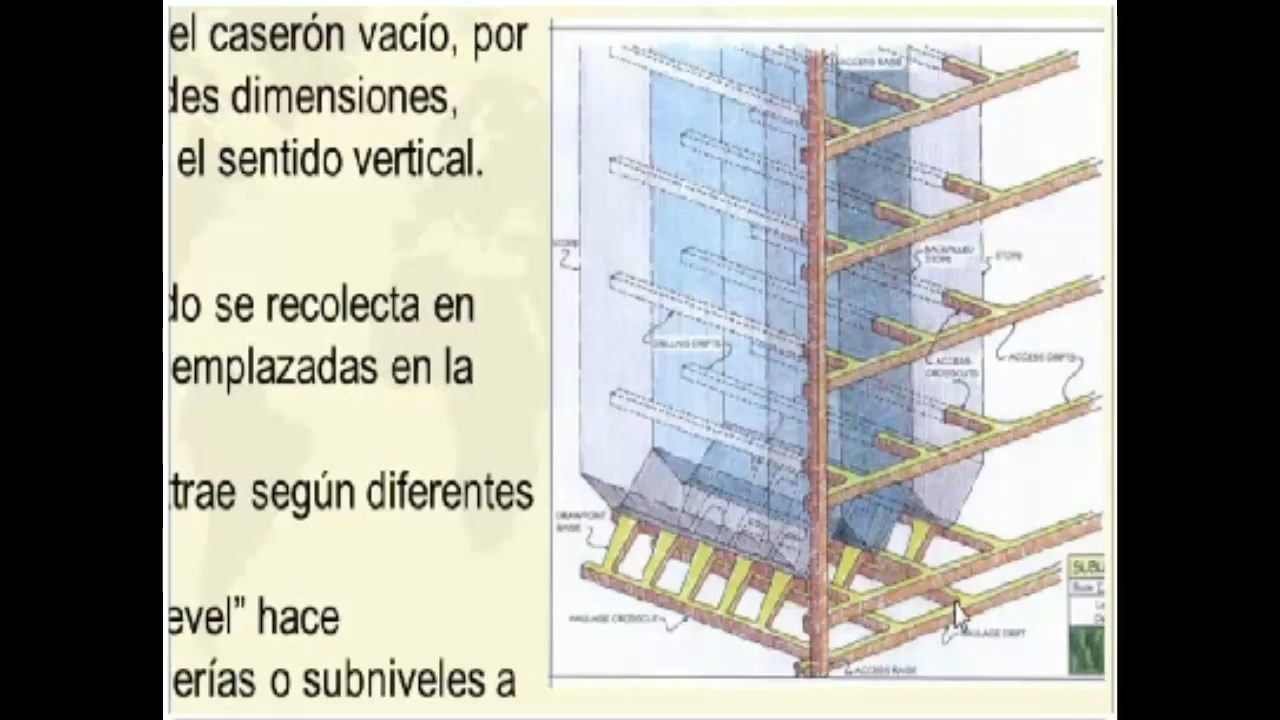 el caserón vacío, por
des dimensiones,
el sentido vertical.
do se recolecta en
emplazadas en la
trae según diferentes
evel” hace
erías o subniveles a
ACCESS RAISE
BACKFILLED
STOPE
STOPE
DRILLING DRIFTS
ACCESS
CROSSCUTS
ACCESS DRIFTS
DRAWPOINT
RAISE
HAULAGE CROSSCUT
HAULAGE DRIFT
ACCESS RAISE
SUBL